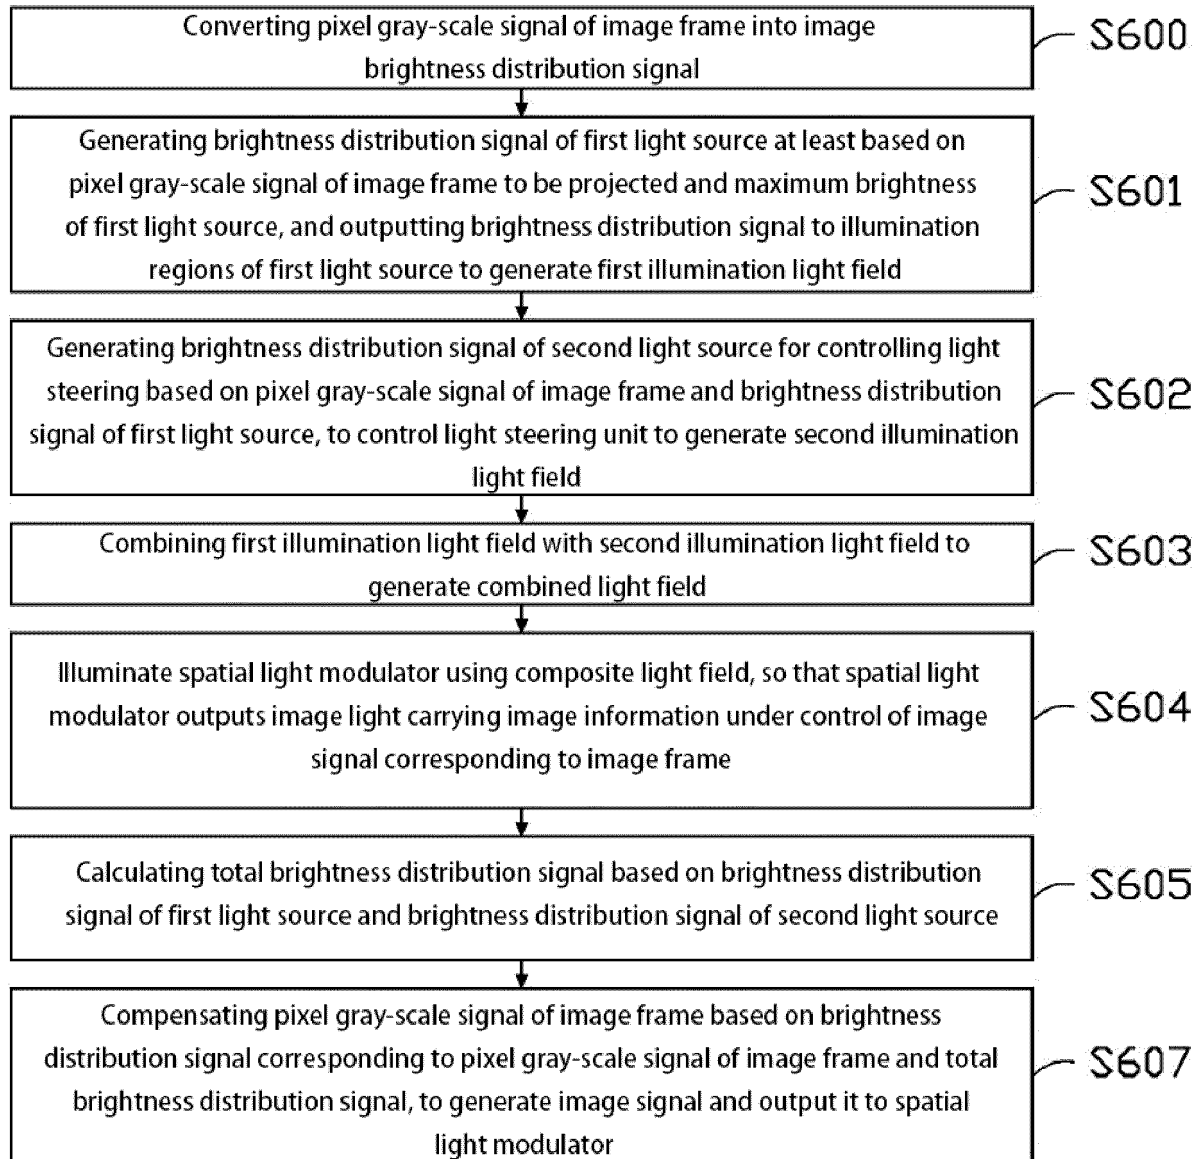 Converting pixel gray-scale signal of image frame into image
brightness distribution signal
S600
Generating brightness distribution signal of first light source at least based on
pixel gray-scale signal of image frame to be projected and maximum brightness
of first light source, and outputting brightness distribution signal to illumination
regions of first light source to generate first illumination light field
S601
Generating brightness distribution signal of second light source for controlling light
steering based on pixel gray-scale signal of image frame and brightness distribution
signal of first light source, to control light steering unit to generate second illumination
light field
S602
Combining first illumination light field with second illumination light field to
generate combined light field
S603
Illuminate spatial light modulator using composite light field, so that spatial light
modulator outputs image light carrying image information under control of image
signal corresponding to image frame
S604
Calculating total brightness distribution signal based on brightness distribution
signal of first light source and brightness distribution signal of second light source
S605
Compensating pixel gray-scale signal of image frame based on brightness
distribution signal corresponding to pixel gray-scale signal of image frame and total
brightness distribution signal, to generate image signal and output it to spatial
light modulator
S607